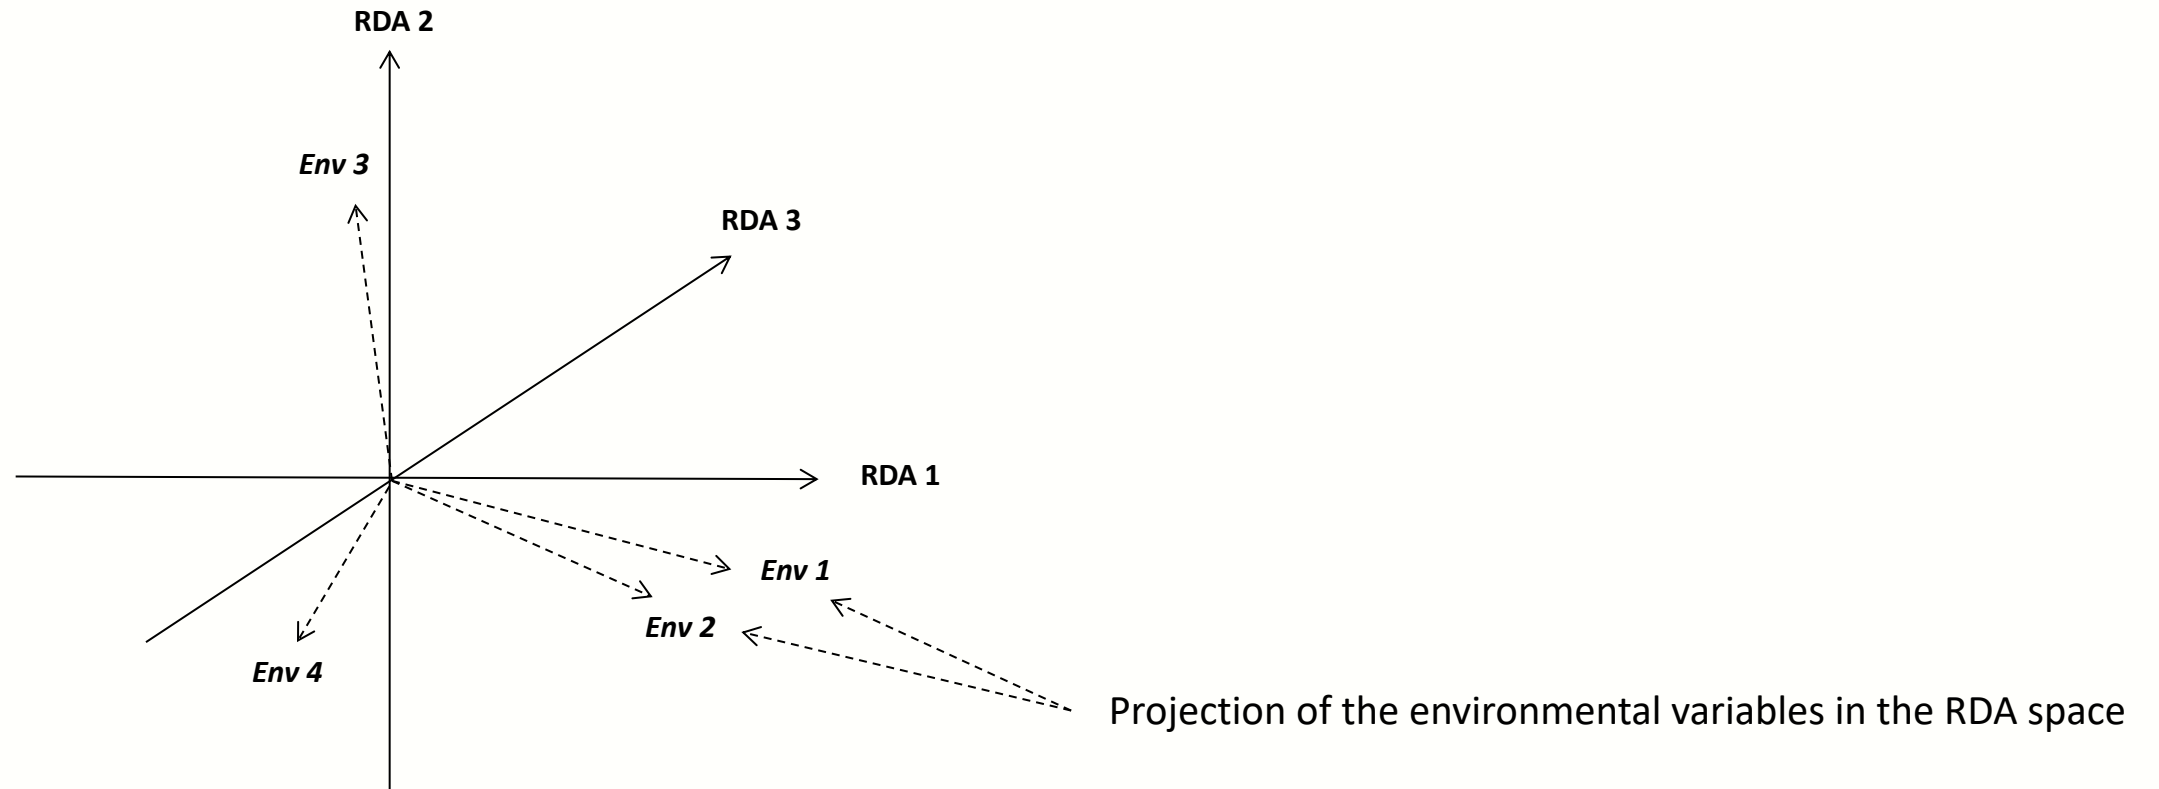 RDA 2
Env 3
RDA 3
RDA 1
Env 1
Env 2
Env 4
Projection of the environmental variables in the RDA space